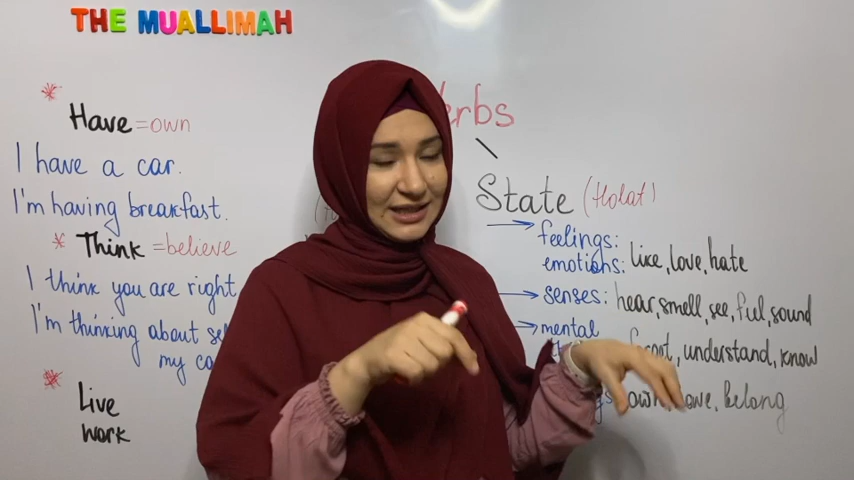 THE MUALLIMAH
* Have = own
I have a car.
I'm having breakfast.
* Think = believe
I think you are right
I'm thinking about
my
* Live
work
State (Holat)
feelings:
emotions: like, love, hate
senses: hear, smell, see, feel, sound
mental
understand, know
own, belong